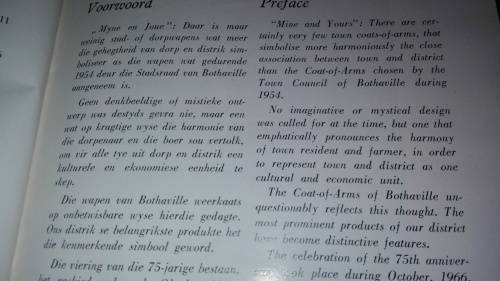 Voorwoord
„Myne en Joue": Daar is maar
weinig stad- of dorpwapens wat meer
die gehegtheid van dorp en distrik sim-
boliseer as die wapen wat gedurende
1954 deur die Stadsraad van Bothaville
aangeneem is.
Geen denkbeeldige of mistieke ont-
werp was destyds gevra nie, maar een
wat op kragtige wyse die harmonie van
die dorpenaar en die boer sou vertolk,
om vir alle tye uit dorp en distrik een
kulturele en ekonomiese eenheid te
skep.
Die wapen van Bothaville weerkaats
op onbetwisbare wyse hierdie gedagte.
Ons distrik se belangrikste produkte het
die kenmerkende simbool geword.
Die viering van die 75-jarige bestaan,
Preface
"Mine and Yours": There are cer-
tainly very few town coats-of-arms, that
simbolise more harmoniously the close
association between town and district
than the Coat-of-Arms chosen by the
Town Council of Bothaville during
1954.
No imaginative or mystical design
was called for at the time, but one that
emphatically pronounces the harmony
of town resident and farmer, in order
to represent town and district as one
cultural and economic unit.
The Coat-of-Arms of Bothaville un-
questionably reflects this thought. The
most prominent products of our district
have become distinctive features.
The celebration of the 75th anniver-
took place during October, 1966.